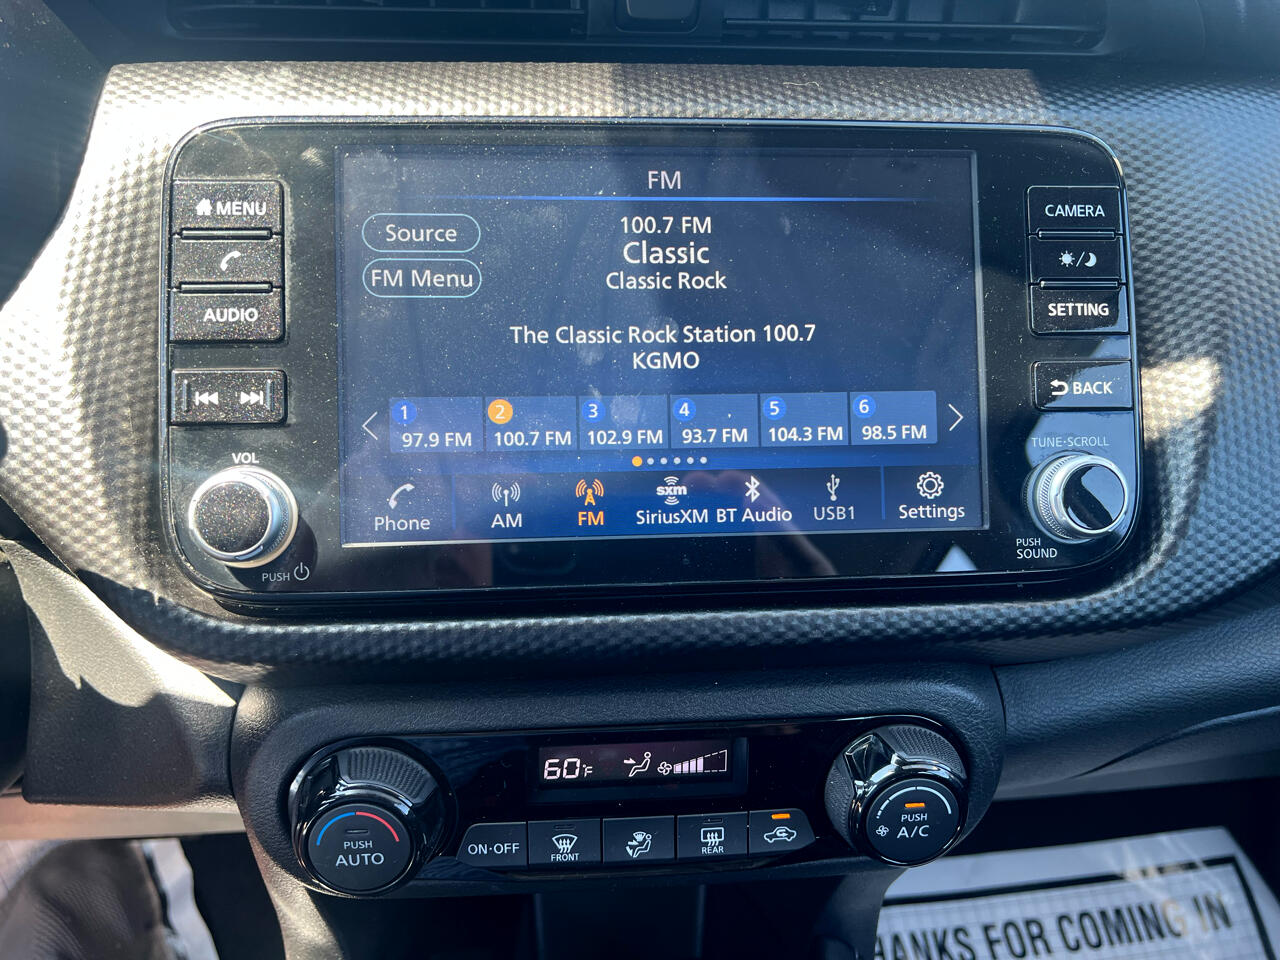 FM
100.7 FM
Classic
Classic Rock
Source
FM Menu
The Classic Rock Station 100.7
KGMO
1 97.9 FM
2 100.7 FM
3 102.9 FM
4 93.7 FM
5 104.3 FM
6 98.5 FM
Phone
AM
FM
sxm
SiriusXM
BT Audio
USB1
Settings
MENU
AUDIO
VOL
PUSH
CAMERA
SETTING
BACK
TUNE·SCROLL
PUSH
SOUND
60°F
PUSH
AUTO
ON·OFF
FRONT
REAR
PUSH
A/C
HANKS FOR COMING IN